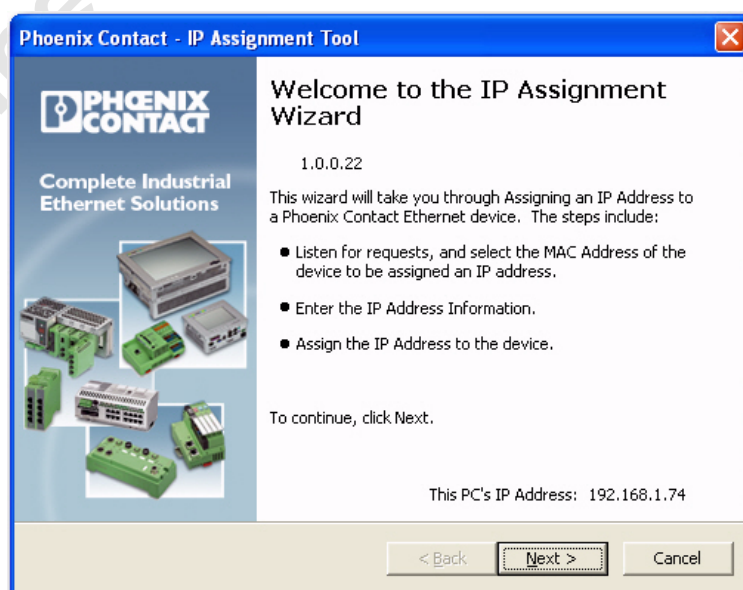 Phoenix Contact - IP Assignment Tool
PHŒNIX
CONTACT
Complete Industrial
Ethernet Solutions
Welcome to the IP Assignment
Wizard
1.0.0.22
This wizard will take you through Assigning an IP Address to
a Phoenix Contact Ethernet device. The steps include:
● Listen for requests, and select the MAC Address of the
device to be assigned an IP address.
● Enter the IP Address Information.
● Assign the IP Address to the device.
To continue, click Next.
This PC's IP Address: 192.168.1.74
< Back
Next >
Cancel